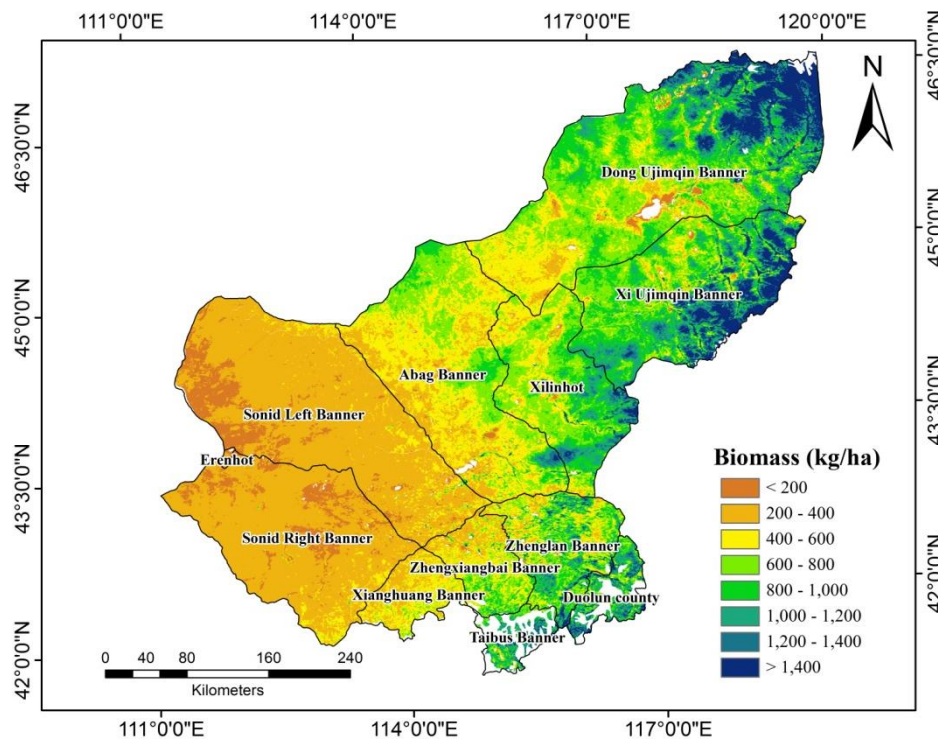 111°0'0"E 114°0'0"E 117°0'0"E 120°0'0"E
46°30'0"N
46°30'0"N
N
Dong Ujimqin Banner
45°0'0"N
Xi Ujimqin Banner
45°0'0"N
Abag Banner
Xilinhot
43°30'0"N
Sonid Left Banner
Erenhot
43°30'0"N
Sonid Right Banner
Zhenglan Banner
Zhengxiangbai Banner
Xianghuang Banner
Duolun county
42°0'0"N
Taibus Banner
42°0'0"N
Biomass (kg/ha)
< 200
200 - 400
400 - 600
600 - 800
800 - 1,000
1,000 - 1,200
1,200 - 1,400
> 1,400
0 40 80 160 240
Kilometers
111°0'0"E 114°0'0"E 117°0'0"E